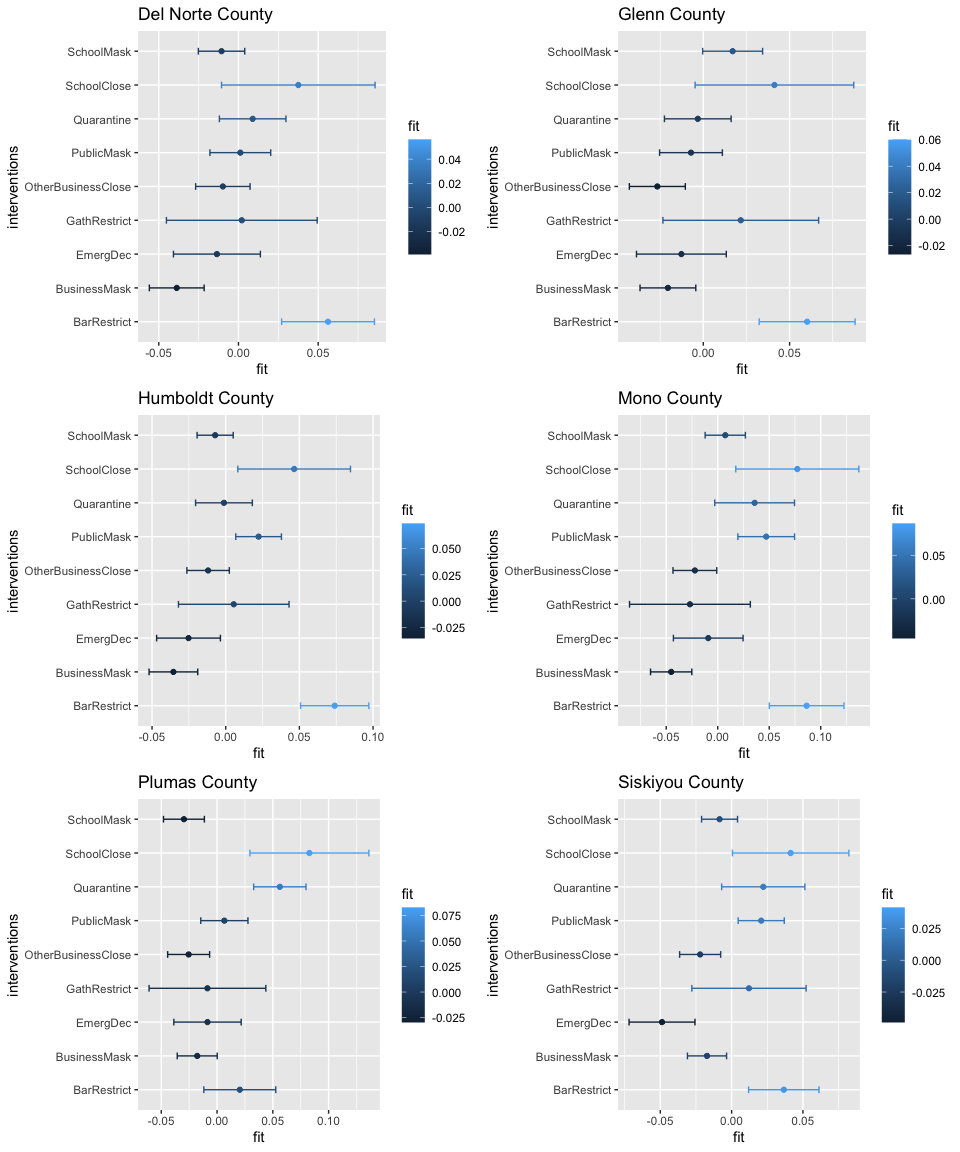 Del Norte County
interventions
SchoolMask
SchoolClose
Quarantine
PublicMask
OtherBusinessClose
GathRestrict
EmergDec
BusinessMask
BarRestrict
-0.05 0.00 0.05
fit
fit
0.04
0.02
0.00
-0.02
Glenn County
interventions
SchoolMask
SchoolClose
Quarantine
PublicMask
OtherBusinessClose
GathRestrict
EmergDec
BusinessMask
BarRestrict
0.00 0.05
fit
fit
0.06
0.04
0.02
0.00
-0.02
Humboldt County
interventions
SchoolMask
SchoolClose
Quarantine
PublicMask
OtherBusinessClose
GathRestrict
EmergDec
BusinessMask
BarRestrict
-0.05 0.00 0.05 0.10
fit
fit
0.050
0.025
0.000
-0.025
Mono County
interventions
SchoolMask
SchoolClose
Quarantine
PublicMask
OtherBusinessClose
GathRestrict
EmergDec
BusinessMask
BarRestrict
-0.05 0.00 0.05 0.10
fit
fit
0.05
0.00
Plumas County
interventions
SchoolMask
SchoolClose
Quarantine
PublicMask
OtherBusinessClose
GathRestrict
EmergDec
BusinessMask
BarRestrict
-0.05 0.00 0.05 0.10
fit
fit
0.075
0.050
0.025
0.000
-0.025
Siskiyou County
interventions
SchoolMask
SchoolClose
Quarantine
PublicMask
OtherBusinessClose
GathRestrict
EmergDec
BusinessMask
BarRestrict
-0.05 0.00 0.05
fit
fit
0.025
0.000
-0.025